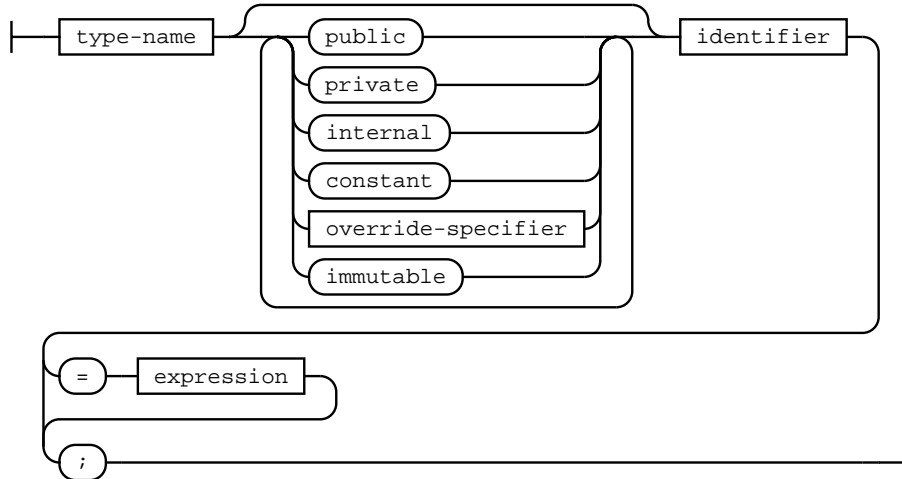 type-name public identifier
private
internal
constant
override-specifier
immutable
= expression
;